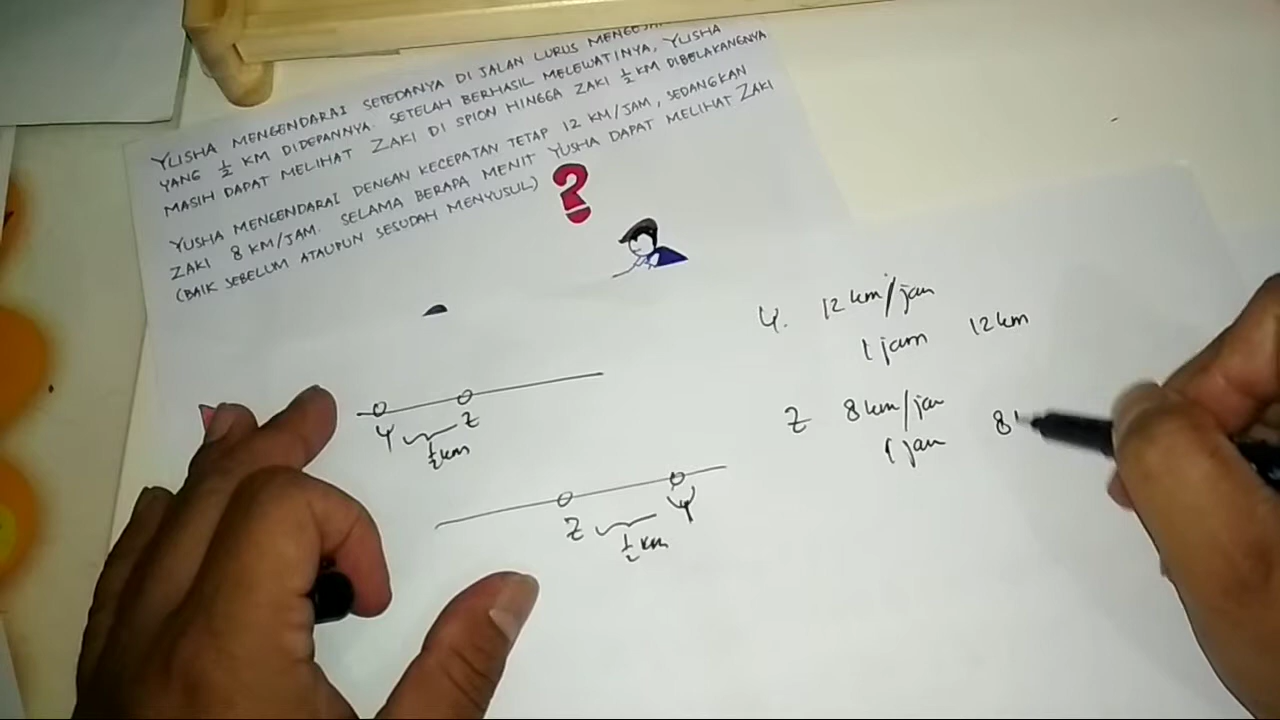 YUSHA MENGENDARAI SEPEDANYA DI JALAN LURUS
YANG ½ KM DIDEPANNYA. SETELAH BERHASIL MELEWATINYA, YUSHA
MASIH DAPAT MELIHAT ZAKI DI SPION HINGGA ZAKI ½ KM DIBELAKANGNYA
YUSHA MENGENDARAI DENGAN KECEPATAN TETAP 12 KM/JAM, SEDANGKAN
ZAKI 8 KM/JAM. SELAMA BERAPA MENIT YUSHA DAPAT MELIHAT ZAKI
(BAIK SEBELUM ATAUPUN SESUDAH MENYUSUL)
?
Y Z
½ km
Z Y
½ km
Y. 12 km/jam
1 jam 12 km
Z 8 km/jam
1 jam 8